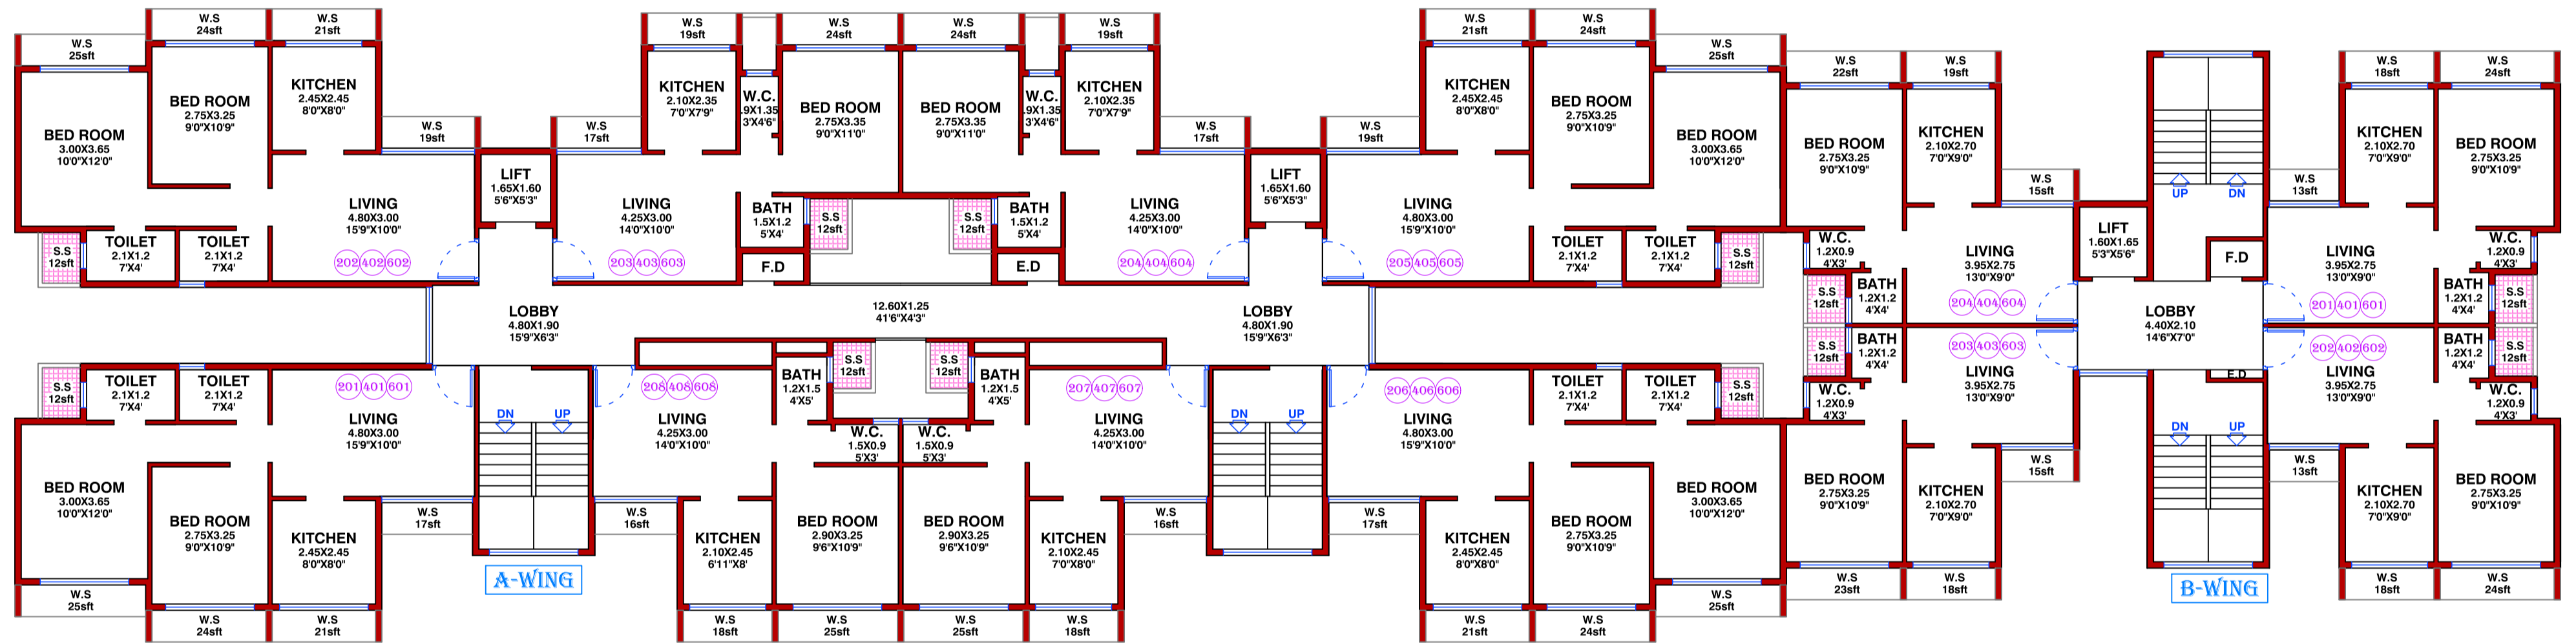 W.S
25sft
W.S
24sft
W.S
21sft
BED ROOM
3.00X3.65
10'0"X12'0"
BED ROOM
2.75X3.25
9'0"X10'9"
KITCHEN
2.45X2.45
8'0"X8'0"
W.S
19sft
LIVING
4.80X3.00
15'9"X10'0"
202 402 602
S.S
12sft
TOILET
2.1X1.2
7'X4'
TOILET
2.1X1.2
7'X4'
LIFT
1.65X1.60
5'6"X5'3"
W.S
17sft
W.S
19sft
KITCHEN
2.10X2.35
7'0"X7'9"
W.C.
.9X1.35
3'X4'6"
W.S
24sft
BED ROOM
2.75X3.35
9'0"X11'0"
LIVING
4.25X3.00
14'0"X10'0"
203 403 603
BATH
1.5X1.2
5'X4'
S.S
12sft
F.D
W.S
24sft
BED ROOM
2.75X3.35
9'0"X11'0"
W.C.
.9X1.35
3'X4'6"
W.S
19sft
KITCHEN
2.10X2.35
7'0"X7'9"
W.S
17sft
S.S
12sft
BATH
1.5X1.2
5'X4'
E.D
LIVING
4.25X3.00
14'0"X10'0"
204 404 604
LIFT
1.65X1.60
5'6"X5'3"
W.S
19sft
W.S
21sft
KITCHEN
2.45X2.45
8'0"X8'0"
W.S
24sft
BED ROOM
2.75X3.25
9'0"X10'9"
W.S
25sft
BED ROOM
3.00X3.65
10'0"X12'0"
LIVING
4.80X3.00
15'9"X10'0"
205 405 605
TOILET
2.1X1.2
7'X4'
TOILET
2.1X1.2
7'X4'
S.S
12sft
W.S
22sft
BED ROOM
2.75X3.25
9'0"X10'9"
W.S
19sft
KITCHEN
2.10X2.70
7'0"X9'0"
W.S
15sft
W.C.
1.2X0.9
4'X3'
S.S
12sft
BATH
1.2X1.2
4'X4'
LIVING
3.95X2.75
13'0"X9'0"
204 404 604
LIFT
1.60X1.65
5'3"X5'6"
UP
DN
F.D
W.S
13sft
W.S
18sft
KITCHEN
2.10X2.70
7'0"X9'0"
W.S
24sft
BED ROOM
2.75X3.25
9'0"X10'9"
LIVING
3.95X2.75
13'0"X9'0"
201 401 601
W.C.
1.2X0.9
4'X3'
BATH
1.2X1.2
4'X4'
S.S
12sft
LOBBY
4.80X1.90
15'9"X6'3"
12.60X1.25
41'6"X4'3"
LOBBY
4.80X1.90
15'9"X6'3"
LOBBY
4.40X2.10
14'6"X7'0"
S.S
12sft
TOILET
2.1X1.2
7'X4'
TOILET
2.1X1.2
7'X4'
201 401 601
LIVING
4.80X3.00
15'9"X10'0"
BED ROOM
3.00X3.65
10'0"X12'0"
BED ROOM
2.75X3.25
9'0"X10'9"
KITCHEN
2.45X2.45
8'0"X8'0"
W.S
17sft
W.S
25sft
W.S
24sft
W.S
21sft
DN
UP
A-WING
208 408 608
LIVING
4.25X3.00
14'0"X10'0"
W.S
16sft
BATH
1.2X1.5
4'X5'
S.S
12sft
W.C.
1.5X0.9
5'X3'
KITCHEN
2.10X2.45
6'11"X8'
BED ROOM
2.90X3.25
9'6"X10'9"
W.S
18sft
W.S
25sft
S.S
12sft
BATH
1.2X1.5
4'X5'
W.C.
1.5X0.9
5'X3'
207 407 607
LIVING
4.25X3.00
14'0"X10'0"
BED ROOM
2.90X3.25
9'6"X10'9"
KITCHEN
2.10X2.45
7'0"X8'0"
W.S
16sft
W.S
25sft
W.S
18sft
DN
UP
206 406 606
LIVING
4.80X3.00
15'9"X10'0"
W.S
17sft
TOILET
2.1X1.2
7'X4'
TOILET
2.1X1.2
7'X4'
S.S
12sft
KITCHEN
2.45X2.45
8'0"X8'0"
BED ROOM
2.75X3.25
9'0"X10'9"
BED ROOM
3.00X3.65
10'0"X12'0"
W.S
21sft
W.S
24sft
W.S
25sft
S.S
12sft
BATH
1.2X1.2
4'X4'
W.C.
1.2X0.9
4'X3'
203 403 603
LIVING
3.95X2.75
13'0"X9'0"
BED ROOM
2.75X3.25
9'0"X10'9"
KITCHEN
2.10X2.70
7'0"X9'0"
W.S
15sft
W.S
23sft
W.S
18sft
E.D
DN
UP
B-WING
202 402 602
LIVING
3.95X2.75
13'0"X9'0"
BATH
1.2X1.2
4'X4'
S.S
12sft
W.C.
1.2X0.9
4'X3'
W.S
13sft
KITCHEN
2.10X2.70
7'0"X9'0"
BED ROOM
2.75X3.25
9'0"X10'9"
W.S
18sft
W.S
24sft